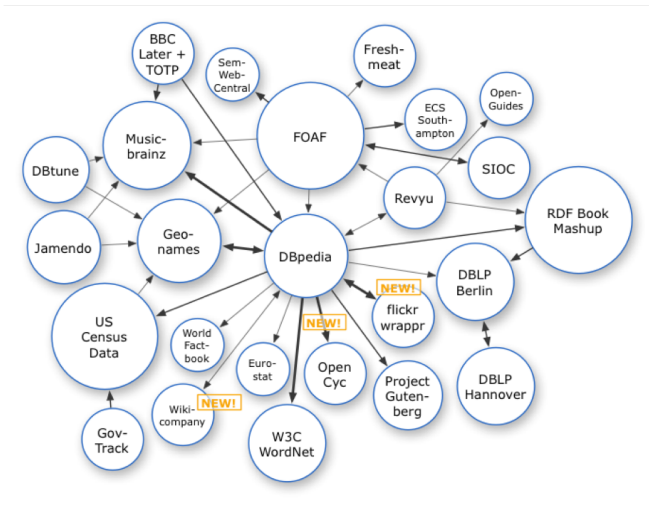 BBC
Later +
TOTP
Sem-
Web-
Central
Fresh-
meat
FOAF
ECS
South-
ampton
Open-
Guides
Music-
brainz
DBtune
SIOC
Revyu
RDF Book
Mashup
Jamendo
Geo-
names
DBpedia
DBLP
Berlin
NEW!
flickr
wrappr
US
Census
Data
World
Fact-
book
NEW!
Euro-
stat
Open
Cyc
Project
Guten-
berg
DBLP
Hannover
Wiki-
company
NEW!
Gov-
Track
W3C
WordNet